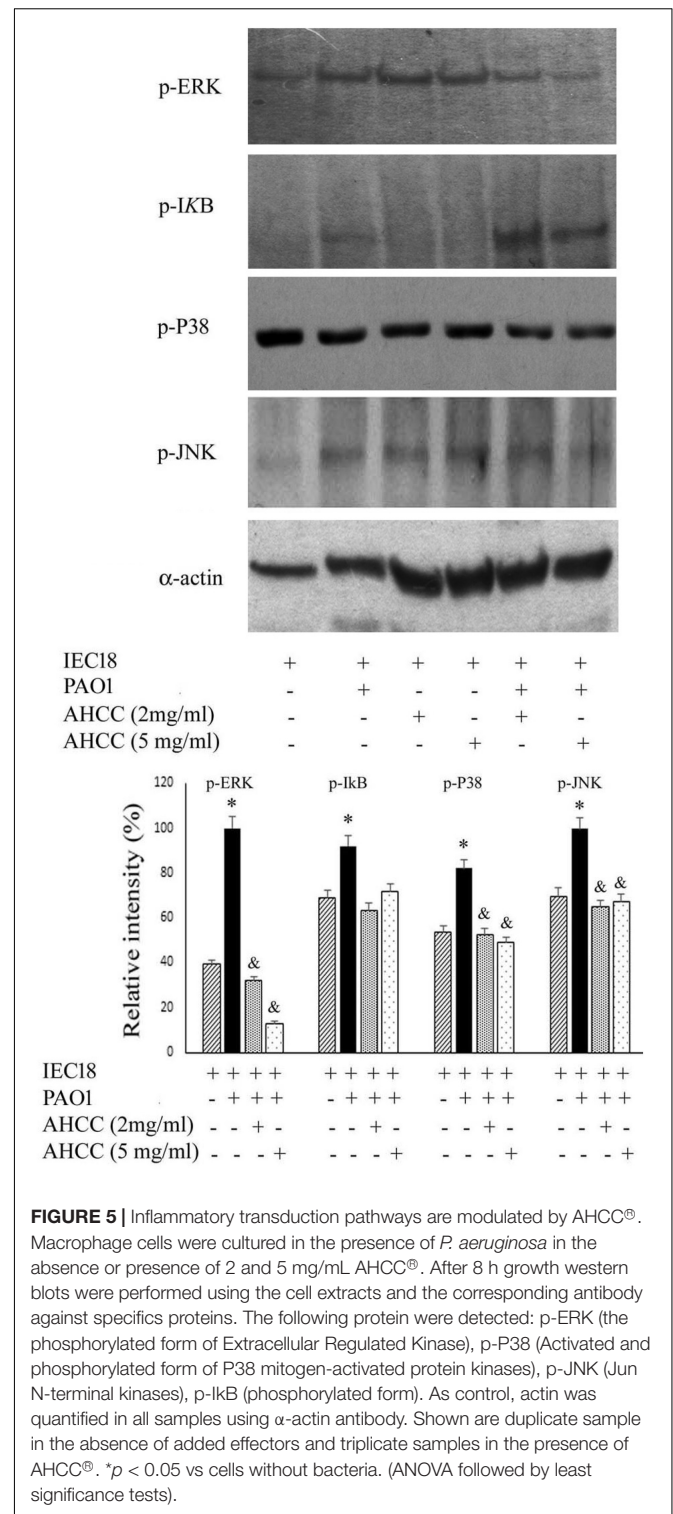 p-ERK
p-IKB
p-P38
p-JNK
α-actin
IEC18 + + + + + +
PAO1 . - + - - + +
AHCC (2mg/ml) - - + - + -
AHCC (5 mg/ml) - - - + - +
p-ERK p-IkB p-P38 p-JNK
Relative intensity (%)
120
100
80
60
40
20
0
* * * *
& & & & & &
IEC18 + + + + + + + + + + + + + + + +
PAO1 - + + + - + + + - + + + - + + +
AHCC (2mg/ml) - - + - - - + - - - + - - - + -
AHCC (5 mg/ml) - - - + - - - + - - - + - - - +
FIGURE 5 | Inflammatory transduction pathways are modulated by AHCC®.
Macrophage cells were cultured in the presence of P. aeruginosa in the
absence or presence of 2 and 5 mg/mL AHCC®. After 8 h growth western
blots were performed using the cell extracts and the corresponding antibody
against specifics proteins. The following protein were detected: p-ERK (the
phosphorylated form of Extracellular Regulated Kinase), p-P38 (Activated and
phosphorylated form of P38 mitogen-activated protein kinases), p-JNK (Jun
N-terminal kinases), p-IkB (phosphorylated form). As control, actin was
quantified in all samples using α-actin antibody. Shown are duplicate sample
in the absence of added effectors and triplicate samples in the presence of
AHCC®. *p < 0.05 vs cells without bacteria. (ANOVA followed by least
significance tests).